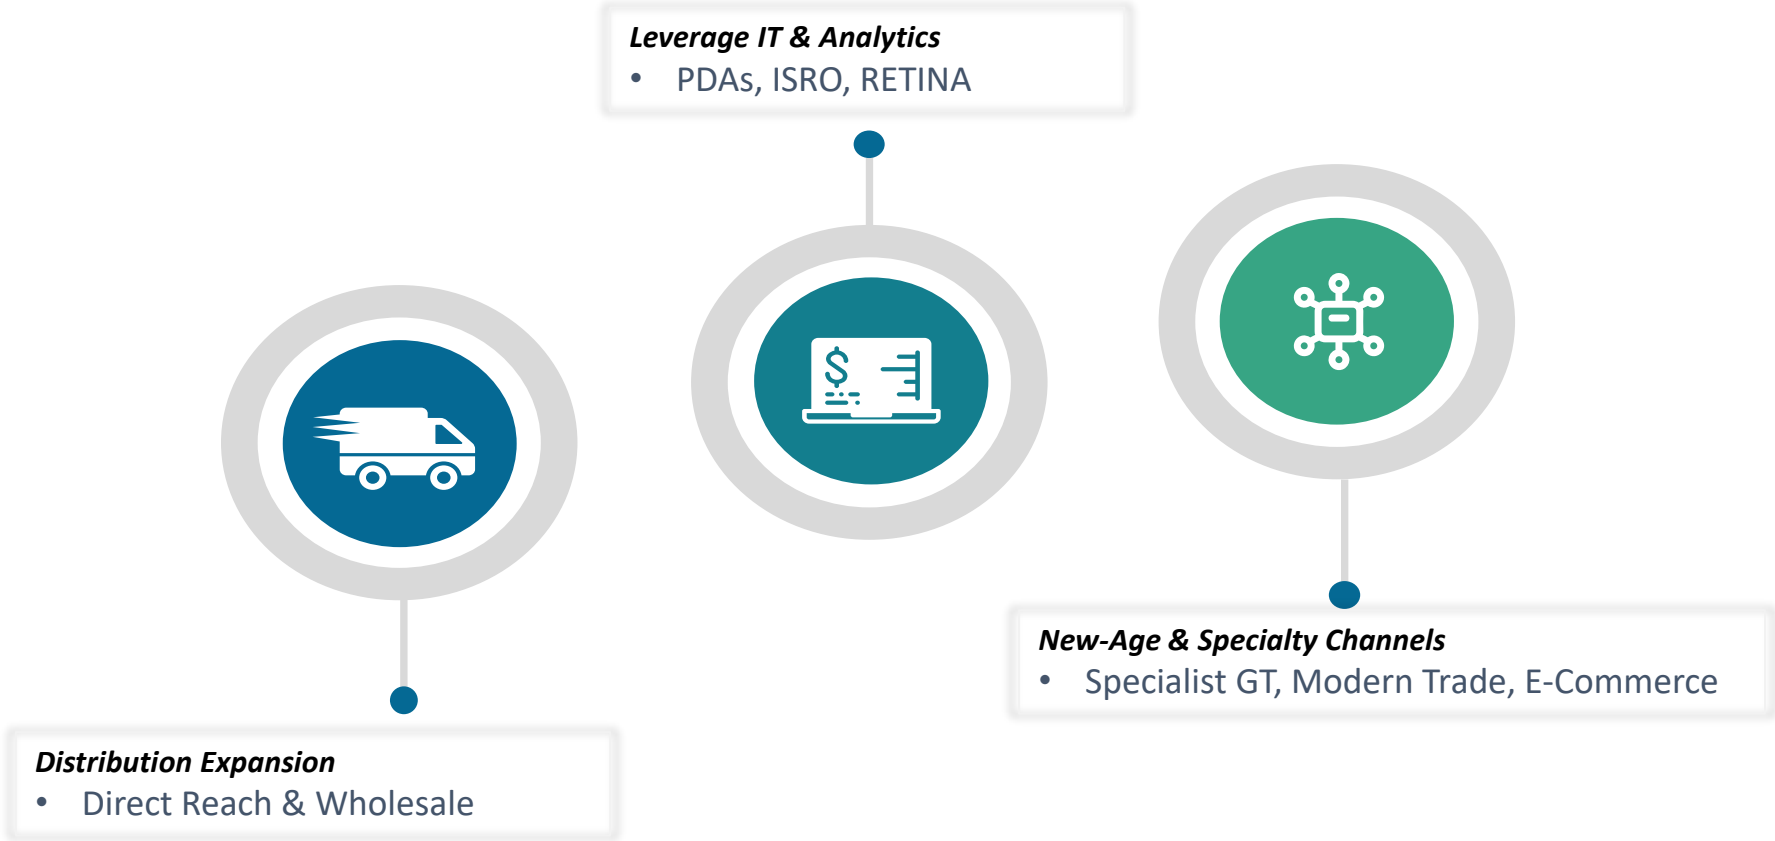 Leverage IT & Analytics
• PDAs, ISRO, RETINA
New-Age & Specialty Channels
• Specialist GT, Modern Trade, E-Commerce
Distribution Expansion
• Direct Reach & Wholesale